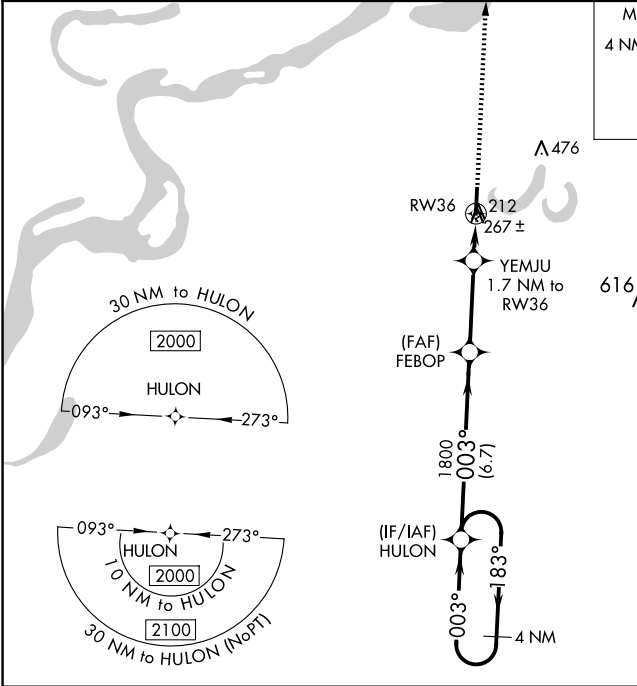 M
4 NM
476
RW36
212
267 ±
YEMJU
1.7 NM to
RW36
616
30 NM to HULON
2000
HULON
093°
273°
(FAF)
FEBOP
1800
003°
(6.7)
093°
273°
HULON
2000
10 NM to HULON
2100
30 NM to HULON (NoPT)
(IF/IAF)
HULON
003°
183°
4 NM